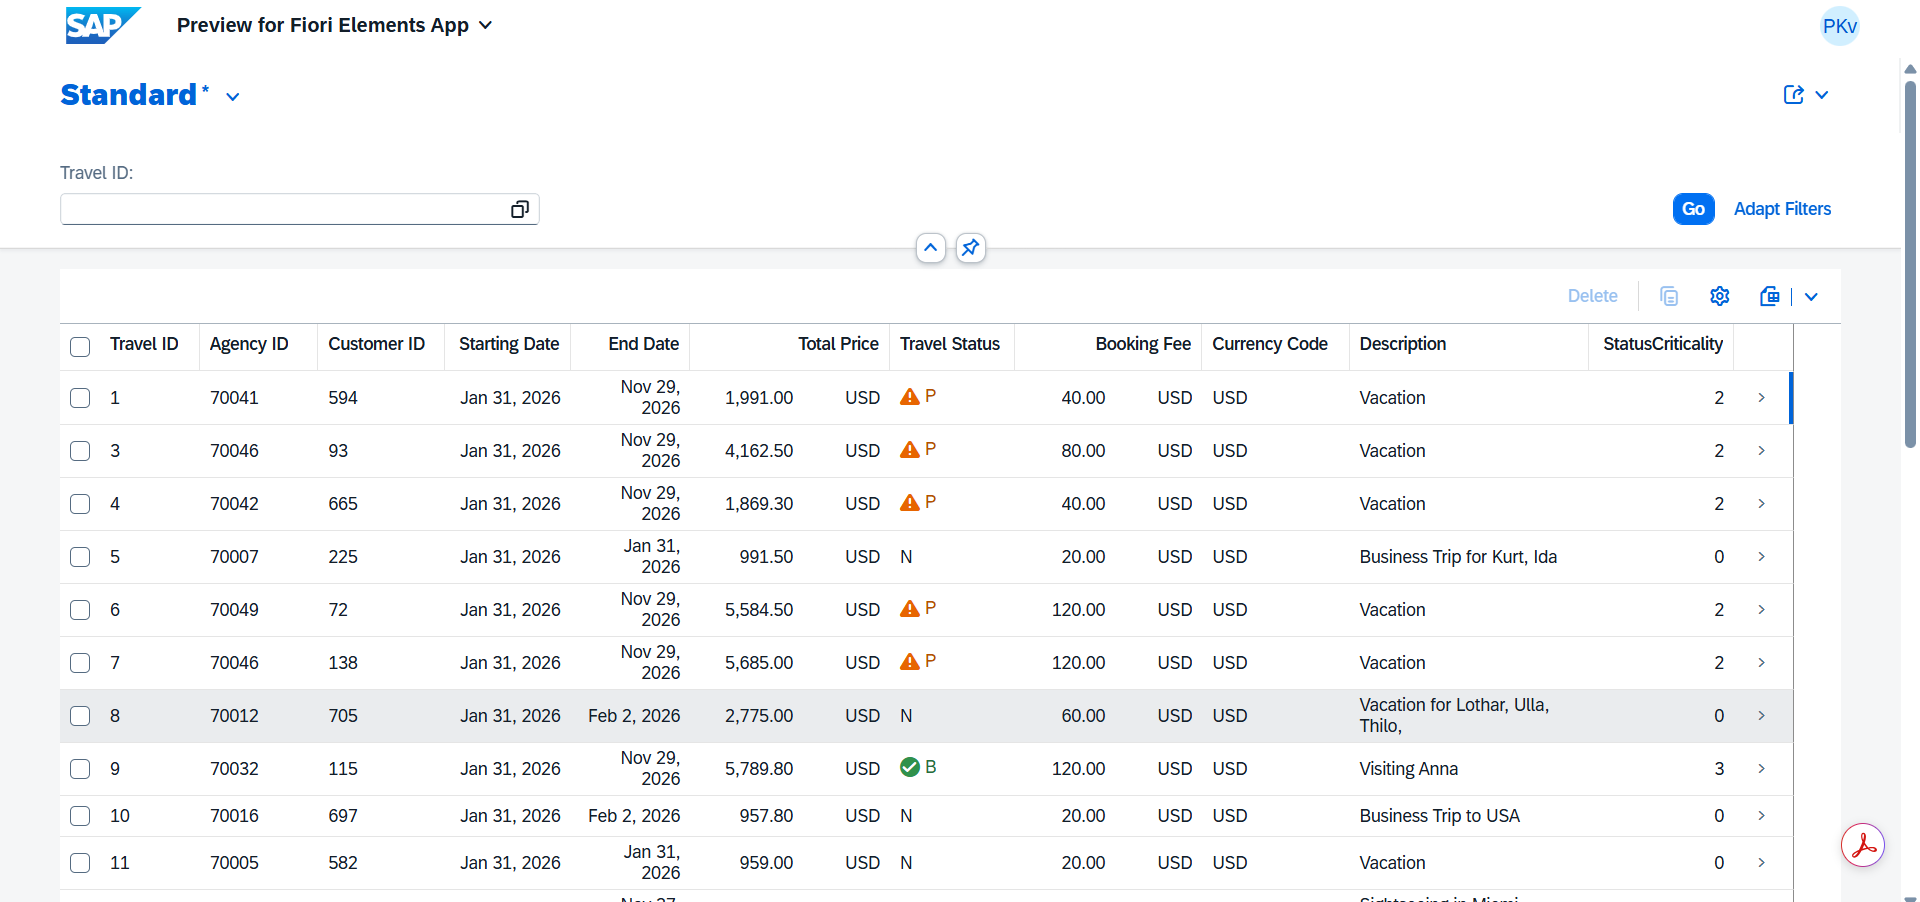 SAP Preview for Fiori Elements App PKv
Standard *
Travel ID:
Go Adapt Filters
Delete
Travel ID Agency ID Customer ID Starting Date End Date Total Price Travel Status Booking Fee Currency Code Description StatusCriticality
1 70041 594 Jan 31, 2026 Nov 29, 2026 1,991.00 USD P 40.00 USD USD Vacation 2
3 70046 93 Jan 31, 2026 Nov 29, 2026 4,162.50 USD P 80.00 USD USD Vacation 2
4 70042 665 Jan 31, 2026 Nov 29, 2026 1,869.30 USD P 40.00 USD USD Vacation 2
5 70007 225 Jan 31, 2026 Jan 31, 2026 991.50 USD N 20.00 USD USD Business Trip for Kurt, Ida 0
6 70049 72 Jan 31, 2026 Nov 29, 2026 5,584.50 USD P 120.00 USD USD Vacation 2
7 70046 138 Jan 31, 2026 Nov 29, 2026 5,685.00 USD P 120.00 USD USD Vacation 2
8 70012 705 Jan 31, 2026 Feb 2, 2026 2,775.00 USD N 60.00 USD USD Vacation for Lothar, Ulla, Thilo, 0
9 70032 115 Jan 31, 2026 Nov 29, 2026 5,789.80 USD B 120.00 USD USD Visiting Anna 3
10 70016 697 Jan 31, 2026 Feb 2, 2026 957.80 USD N 20.00 USD USD Business Trip to USA 0
11 70005 582 Jan 31, 2026 Jan 31, 2026 959.00 USD N 20.00 USD USD Vacation 0